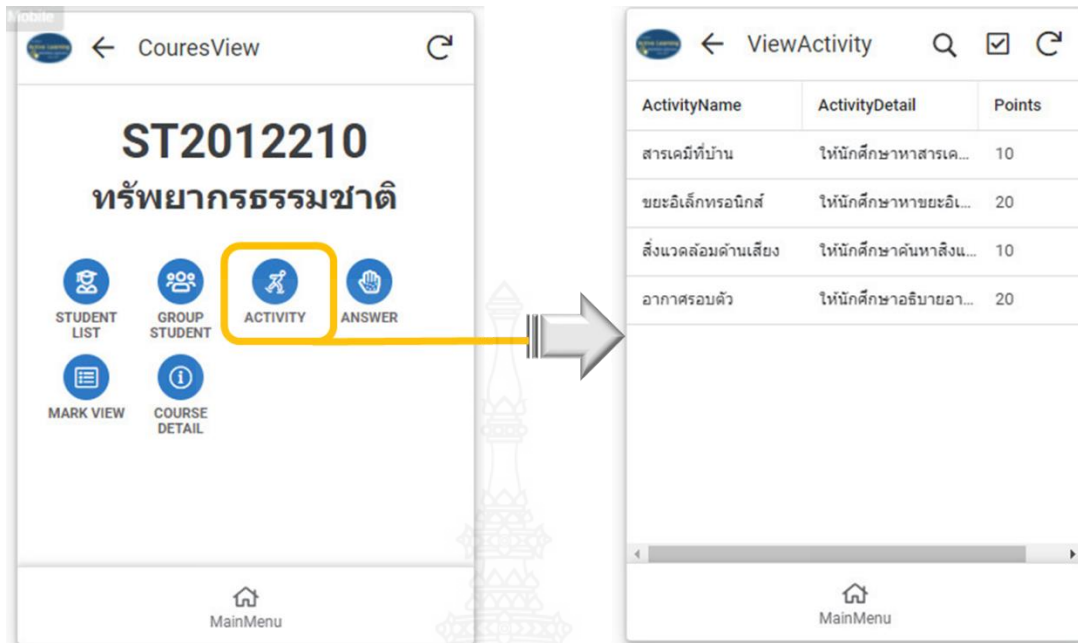 Mobile
CouresView
ST2012210
ทรัพยากรธรรมชาติ
STUDENT LIST
GROUP STUDENT
ACTIVITY
ANSWER
MARK VIEW
COURSE DETAIL
MainMenu
ViewActivity
ActivityName ActivityDetail Points
สารเคมีที่บ้าน ให้นักศึกษาหาสารเค... 10
ขยะอิเล็กทรอนิกส์ ให้นักศึกษาหาขยะอิเ... 20
สิ่งแวดล้อมด้านเสียง ให้นักศึกษาค้นหาสิ่งแ... 10
อากาศรอบตัว ให้นักศึกษาอธิบายอา... 20
MainMenu